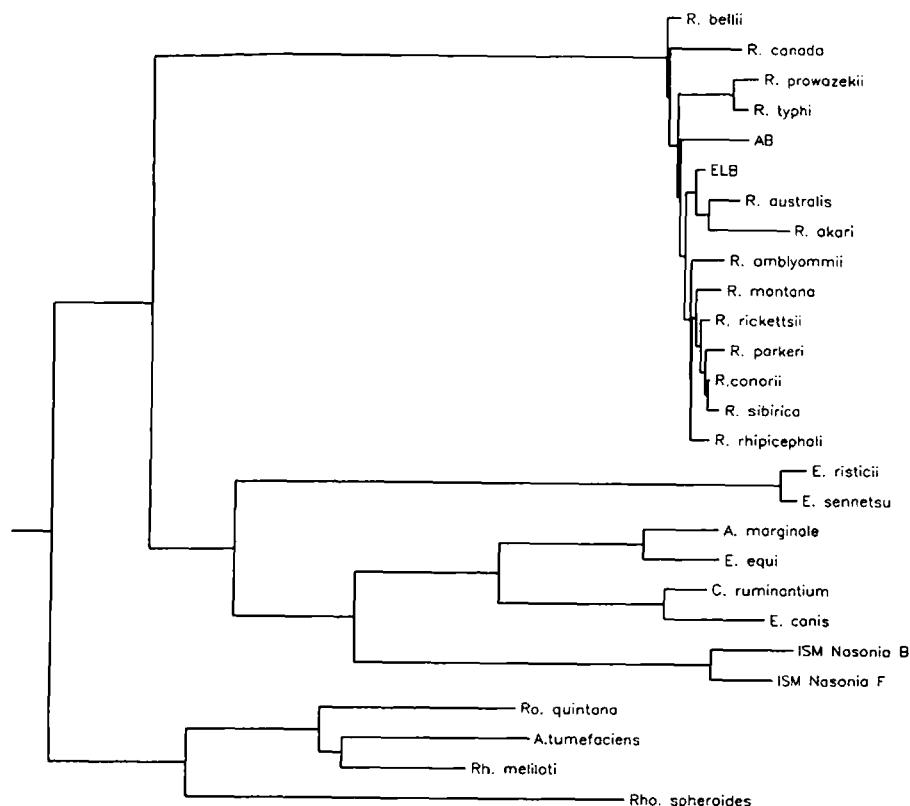 R. bellii
R. canada
R. prowazekii
R. typhi
AB
ELB
R. australis
R. akari
R. amblyommii
R. montana
R. rickettsii
R. parkeri
R.conorii
R. sibirica
R. rhipicephali
E. risticii
E. sennetsu
A. marginale
E. equi
C. ruminantium
E. canis
ISM Nasonia B
ISM Nasonia F
Ro. quintana
A.tumefaciens
Rh. meliloti
Rho. spheroides